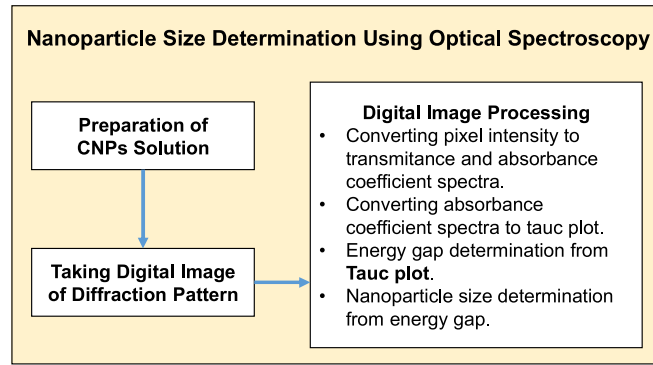 Nanoparticle Size Determination Using Optical Spectroscopy
Preparation of
CNPs Solution
Taking Digital Image
of Diffraction Pattern
Digital Image Processing
• Converting pixel intensity to
transmitance and absorbance
coefficient spectra.
• Converting absorbance
coefficient spectra to tauc plot.
• Energy gap determination from
Tauc plot.
• Nanoparticle size determination
from energy gap.